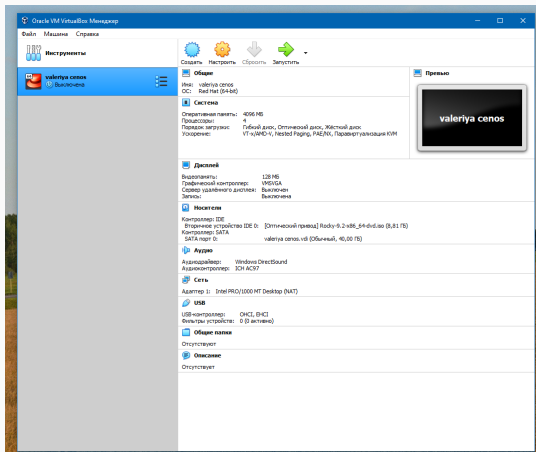 Oracle VM VirtualBox Менеджер
Файл Машина Справка
Инструменты
Создать Настроить Сбросить Запустить
valeriya cenos
Выключена
Общие
Имя: valeriya cenos
ОС: Red Hat (64-bit)
Превью
valeriya cenos
Система
Оперативная память: 4096 МБ
Процессоры: 4
Порядок загрузки: Гибкий диск, Оптический диск, Жёсткий диск
Ускорение: VT-x/AMD-V, Nested Paging, PAE/NX, Паравиртуализация KVM
Дисплей
Видеопамять: 128 МБ
Графический контроллер: VMSVGA
Сервер удалённого дисплея: Выключен
Запись: Выключена
Носители
Контроллер: IDE
Вторичное устройство IDE 0: [Оптический привод] Rocky-9.2-x86_64-dvd.iso (8,81 ГБ)
Контроллер: SATA
SATA порт 0: valeriya cenos.vdi (Обычный, 40,00 ГБ)
Аудио
Аудиодрайвер: Windows DirectSound
Аудиоконтроллер: ICH AC97
Сеть
Адаптер 1: Intel PRO/1000 MT Desktop (NAT)
USB
USB-контроллер: OHCI, EHCI
Фильтры устройств: 0 (0 активно)
Общие папки
Отсутствуют
Описание
Отсутствует